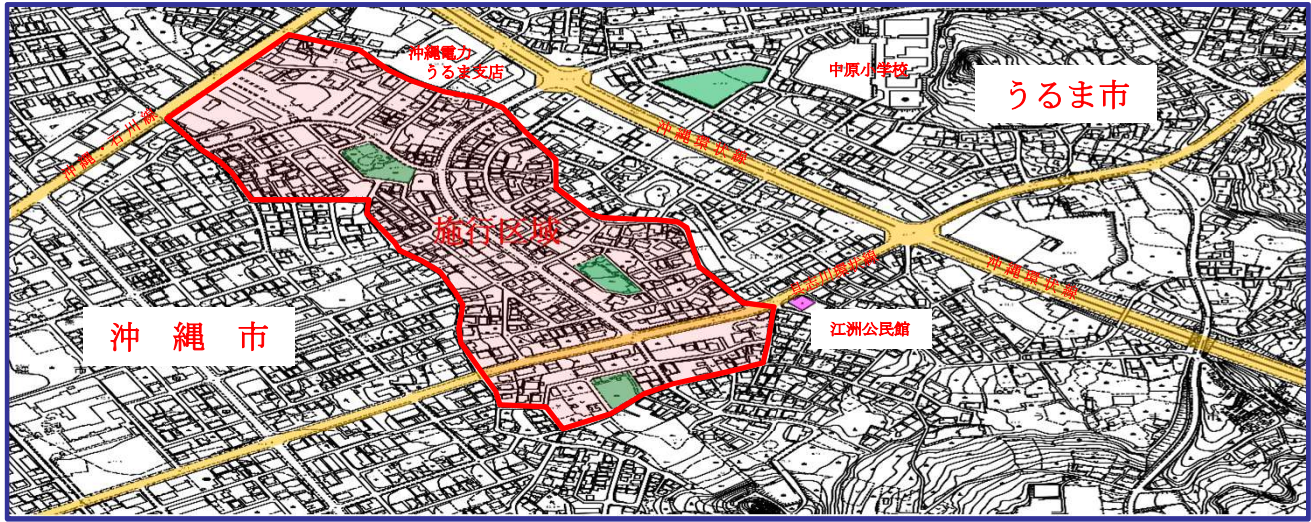 沖縄電力
うるま支店
中原小学校
うるま市
沖縄・石川線
沖縄環状線
施行区域
具志川環状線
沖縄環状線
沖縄市
江洲公民館